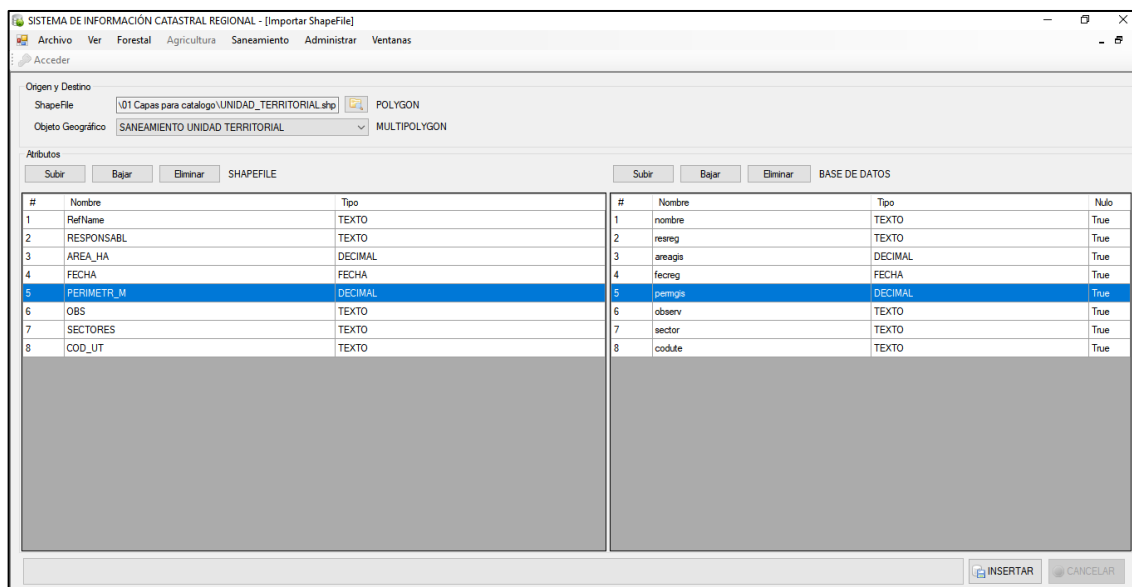 SISTEMA DE INFORMACIÓN CATASTRAL REGIONAL - [Importar ShapeFile]
Archivo Ver Forestal Agricultura Saneamiento Administrar Ventanas
Acceder
Origen y Destino
ShapeFile \01 Capas para catalogo\UNIDAD_TERRITORIAL.shp POLYGON
Objeto Geográfico SANEAMIENTO UNIDAD TERRITORIAL MULTIPOLYGON
Atributos
Subir Bajar Eliminar SHAPEFILE Subir Bajar Eliminar BASE DE DATOS
# Nombre Tipo # Nombre Tipo Nulo
1 RefName TEXTO 1 nombre TEXTO True
2 RESPONSABL TEXTO 2 resreg TEXTO True
3 AREA_HA DECIMAL 3 areagis DECIMAL True
4 FECHA FECHA 4 fecreg FECHA True
5 PERIMETR_M DECIMAL 5 permgis DECIMAL True
6 OBS TEXTO 6 observ TEXTO True
7 SECTORES TEXTO 7 sector TEXTO True
8 COD_UT TEXTO 8 codute TEXTO True
INSERTAR CANCELAR